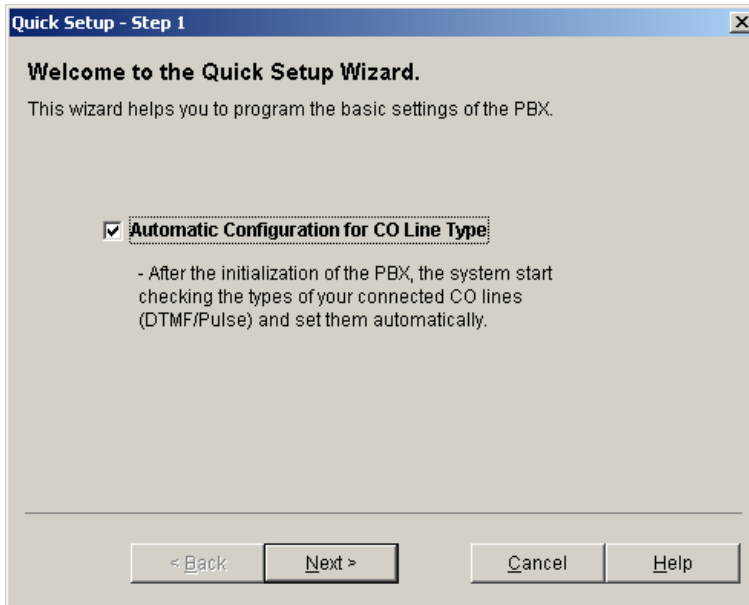 Quick Setup - Step 1
Welcome to the Quick Setup Wizard.
This wizard helps you to program the basic settings of the PBX.
Automatic Configuration for CO Line Type
- After the initialization of the PBX, the system start
checking the types of your connected CO lines
(DTMF/Pulse) and set them automatically.
< Back Next > Cancel Help